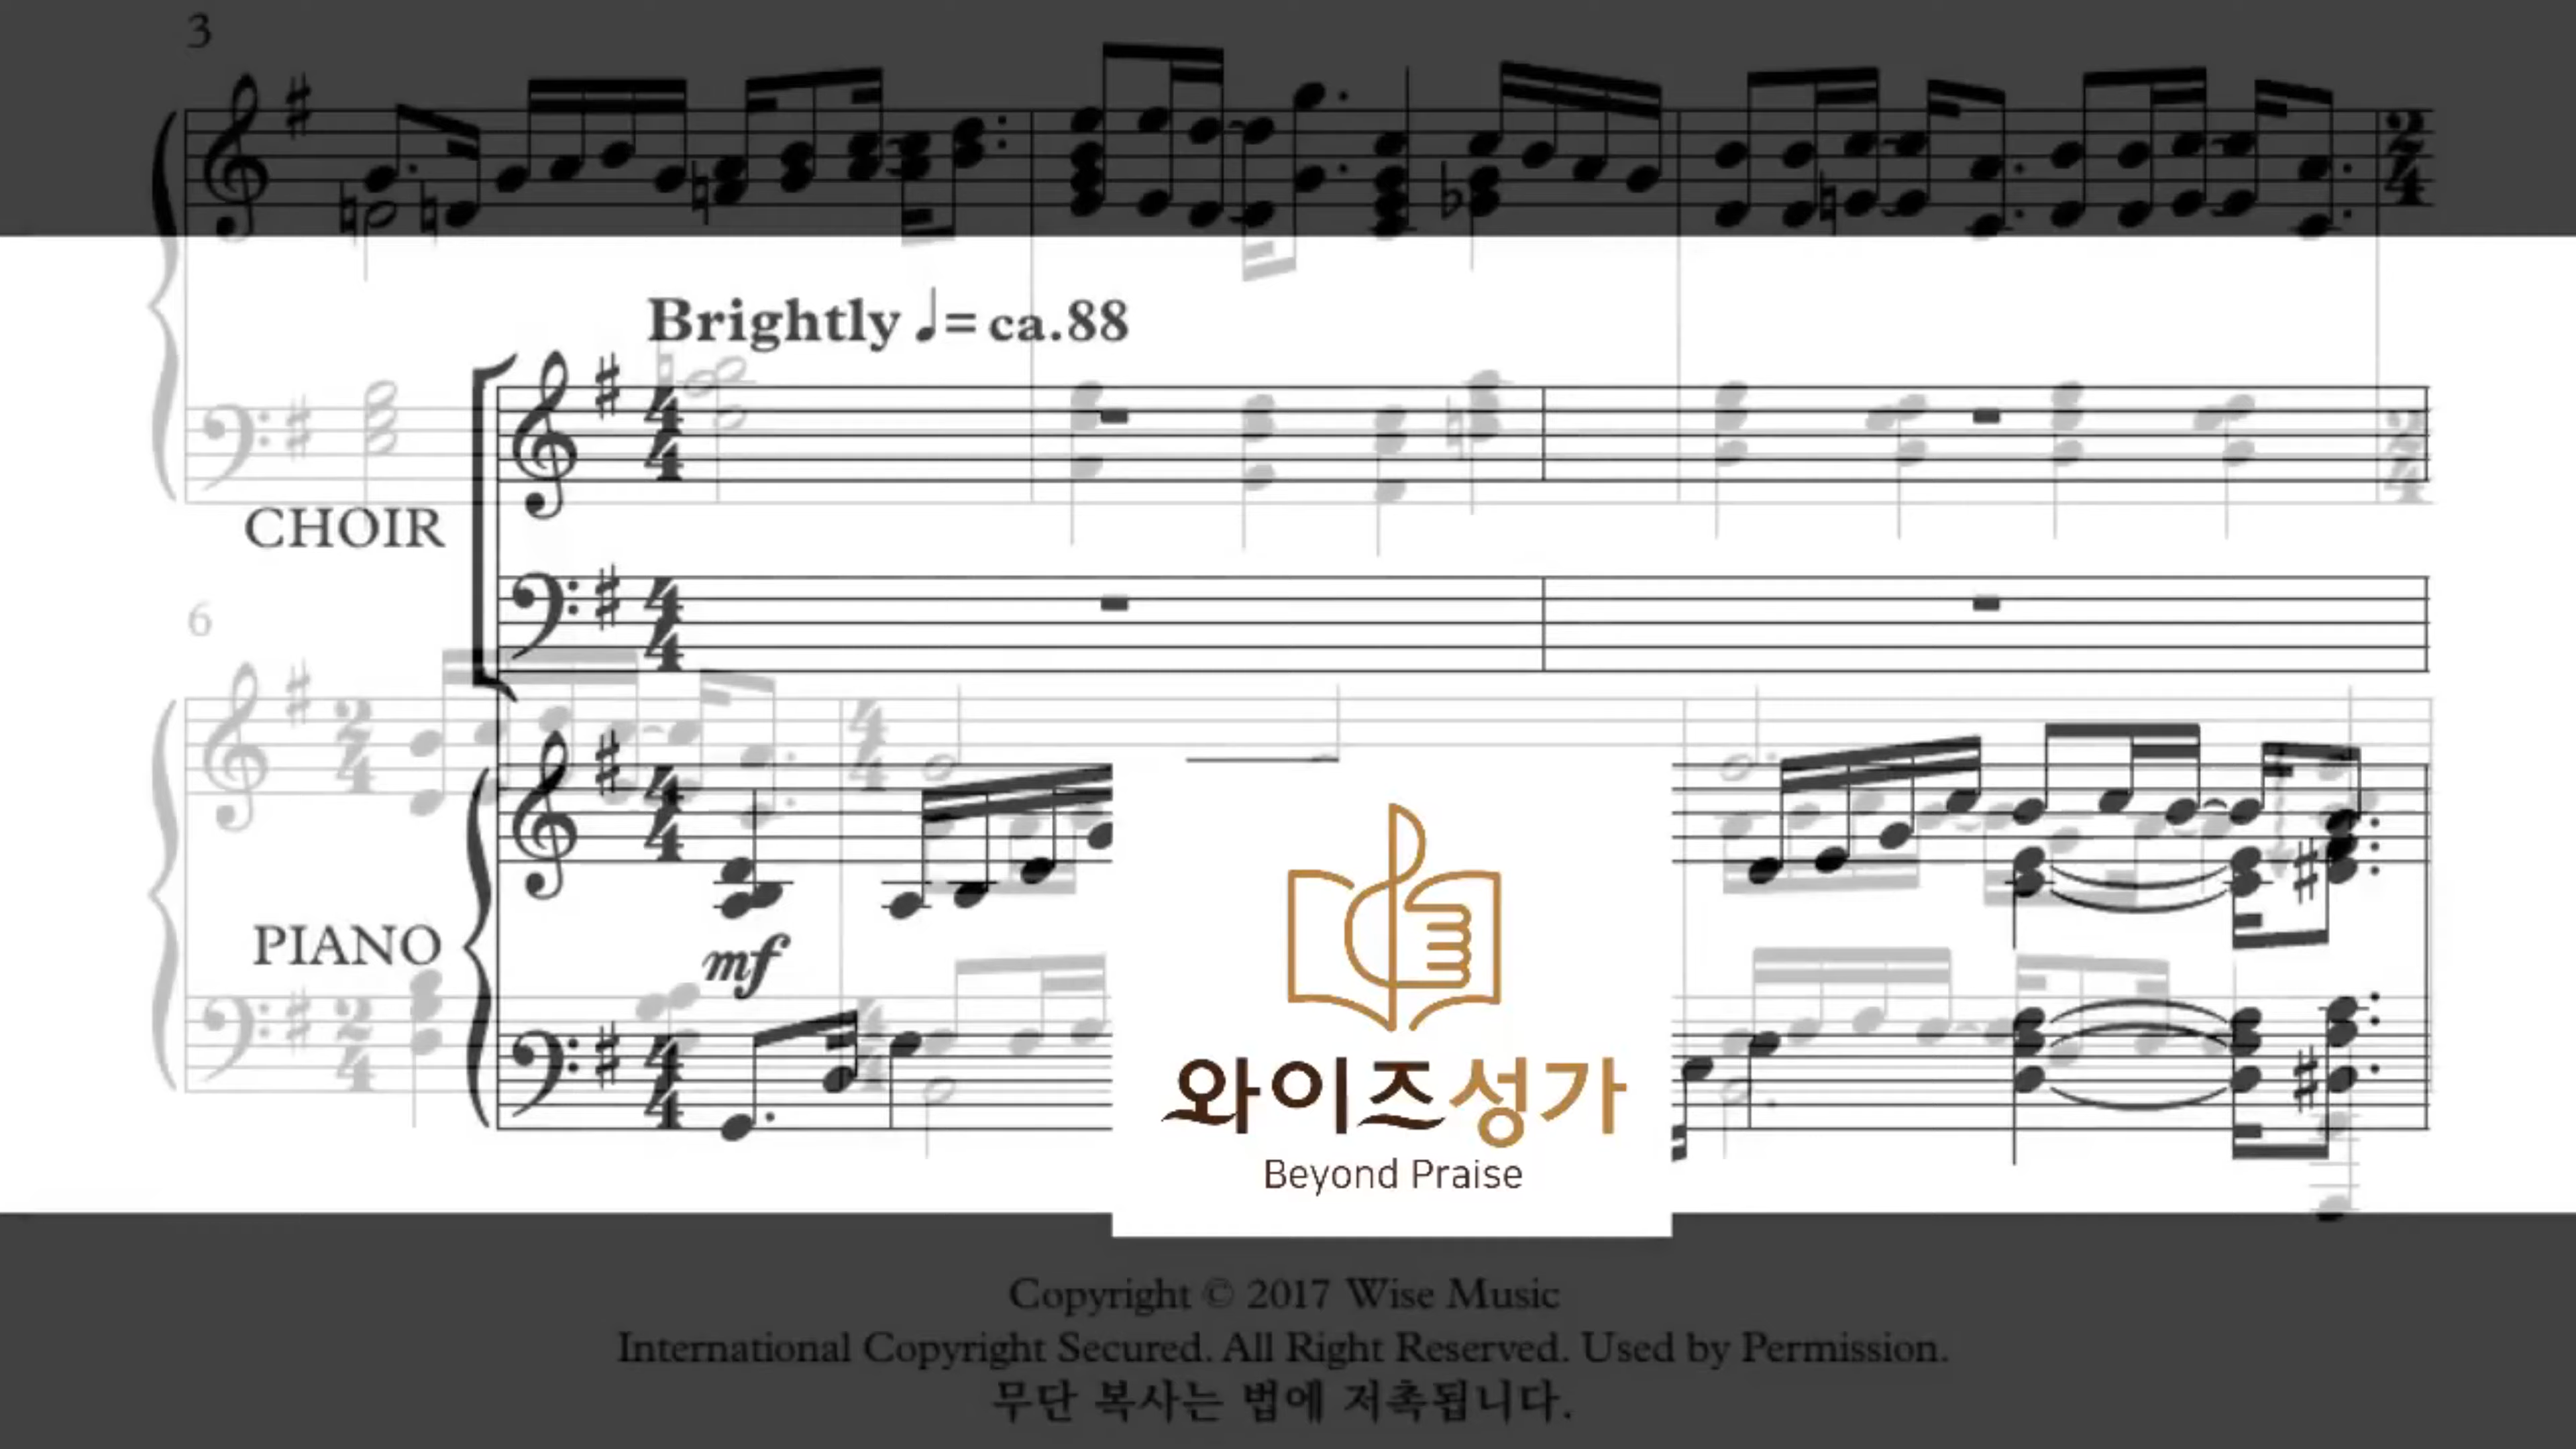 3
Brightly ♩= ca.88
CHOIR
6
PIANO
mf
와이즈성가
Beyond Praise
Copyright © 2017 Wise Music
International Copyright Secured. All Right Reserved. Used by Permission.
무단 복사는 법에 저촉됩니다.